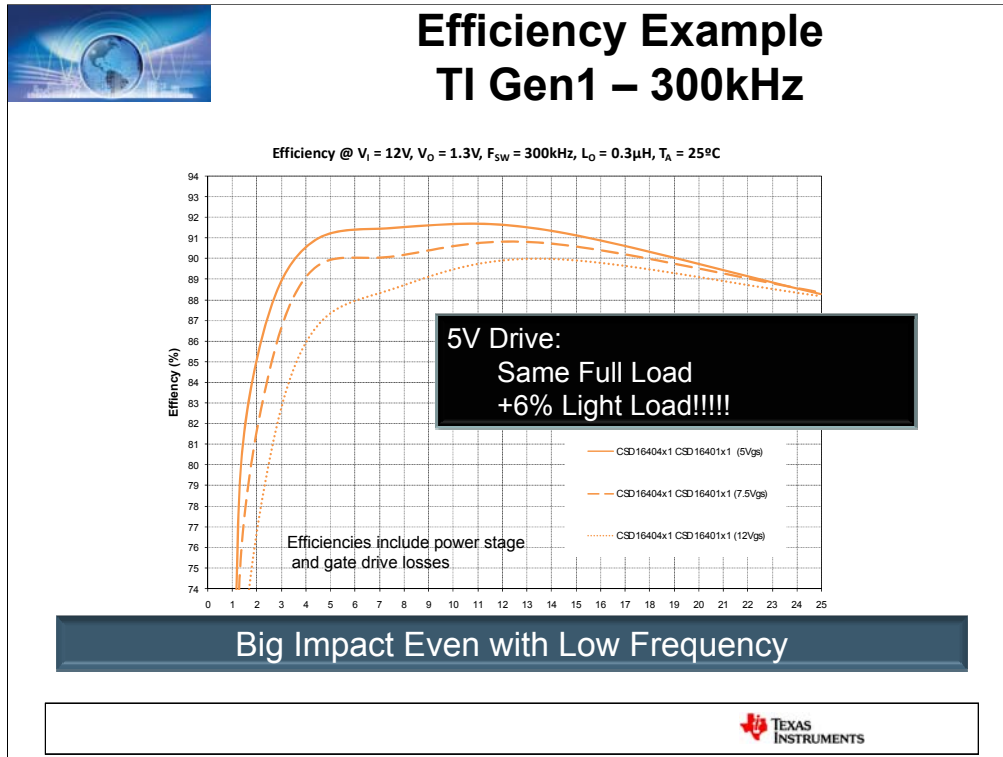 Efficiency Example
TI Gen1 – 300kHz
Efficiency @ V_I = 12V, V_O = 1.3V, F_SW = 300kHz, L_O = 0.3µH, T_A = 25ºC
94
93
92
91
90
89
88
87
86
85
84
83
82
81
80
79
78
77
76
75
74
Effiency (%)
5V Drive:
Same Full Load
+6% Light Load!!!!!
CSD16404x1 CSD16401x1 (5Vgs)
CSD16404x1 CSD16401x1 (7.5Vgs)
CSD16404x1 CSD16401x1 (12Vgs)
Efficiencies include power stage
and gate drive losses
0 1 2 3 4 5 6 7 8 9 10 11 12 13 14 15 16 17 18 19 20 21 22 23 24 25
Big Impact Even with Low Frequency
TEXAS
INSTRUMENTS